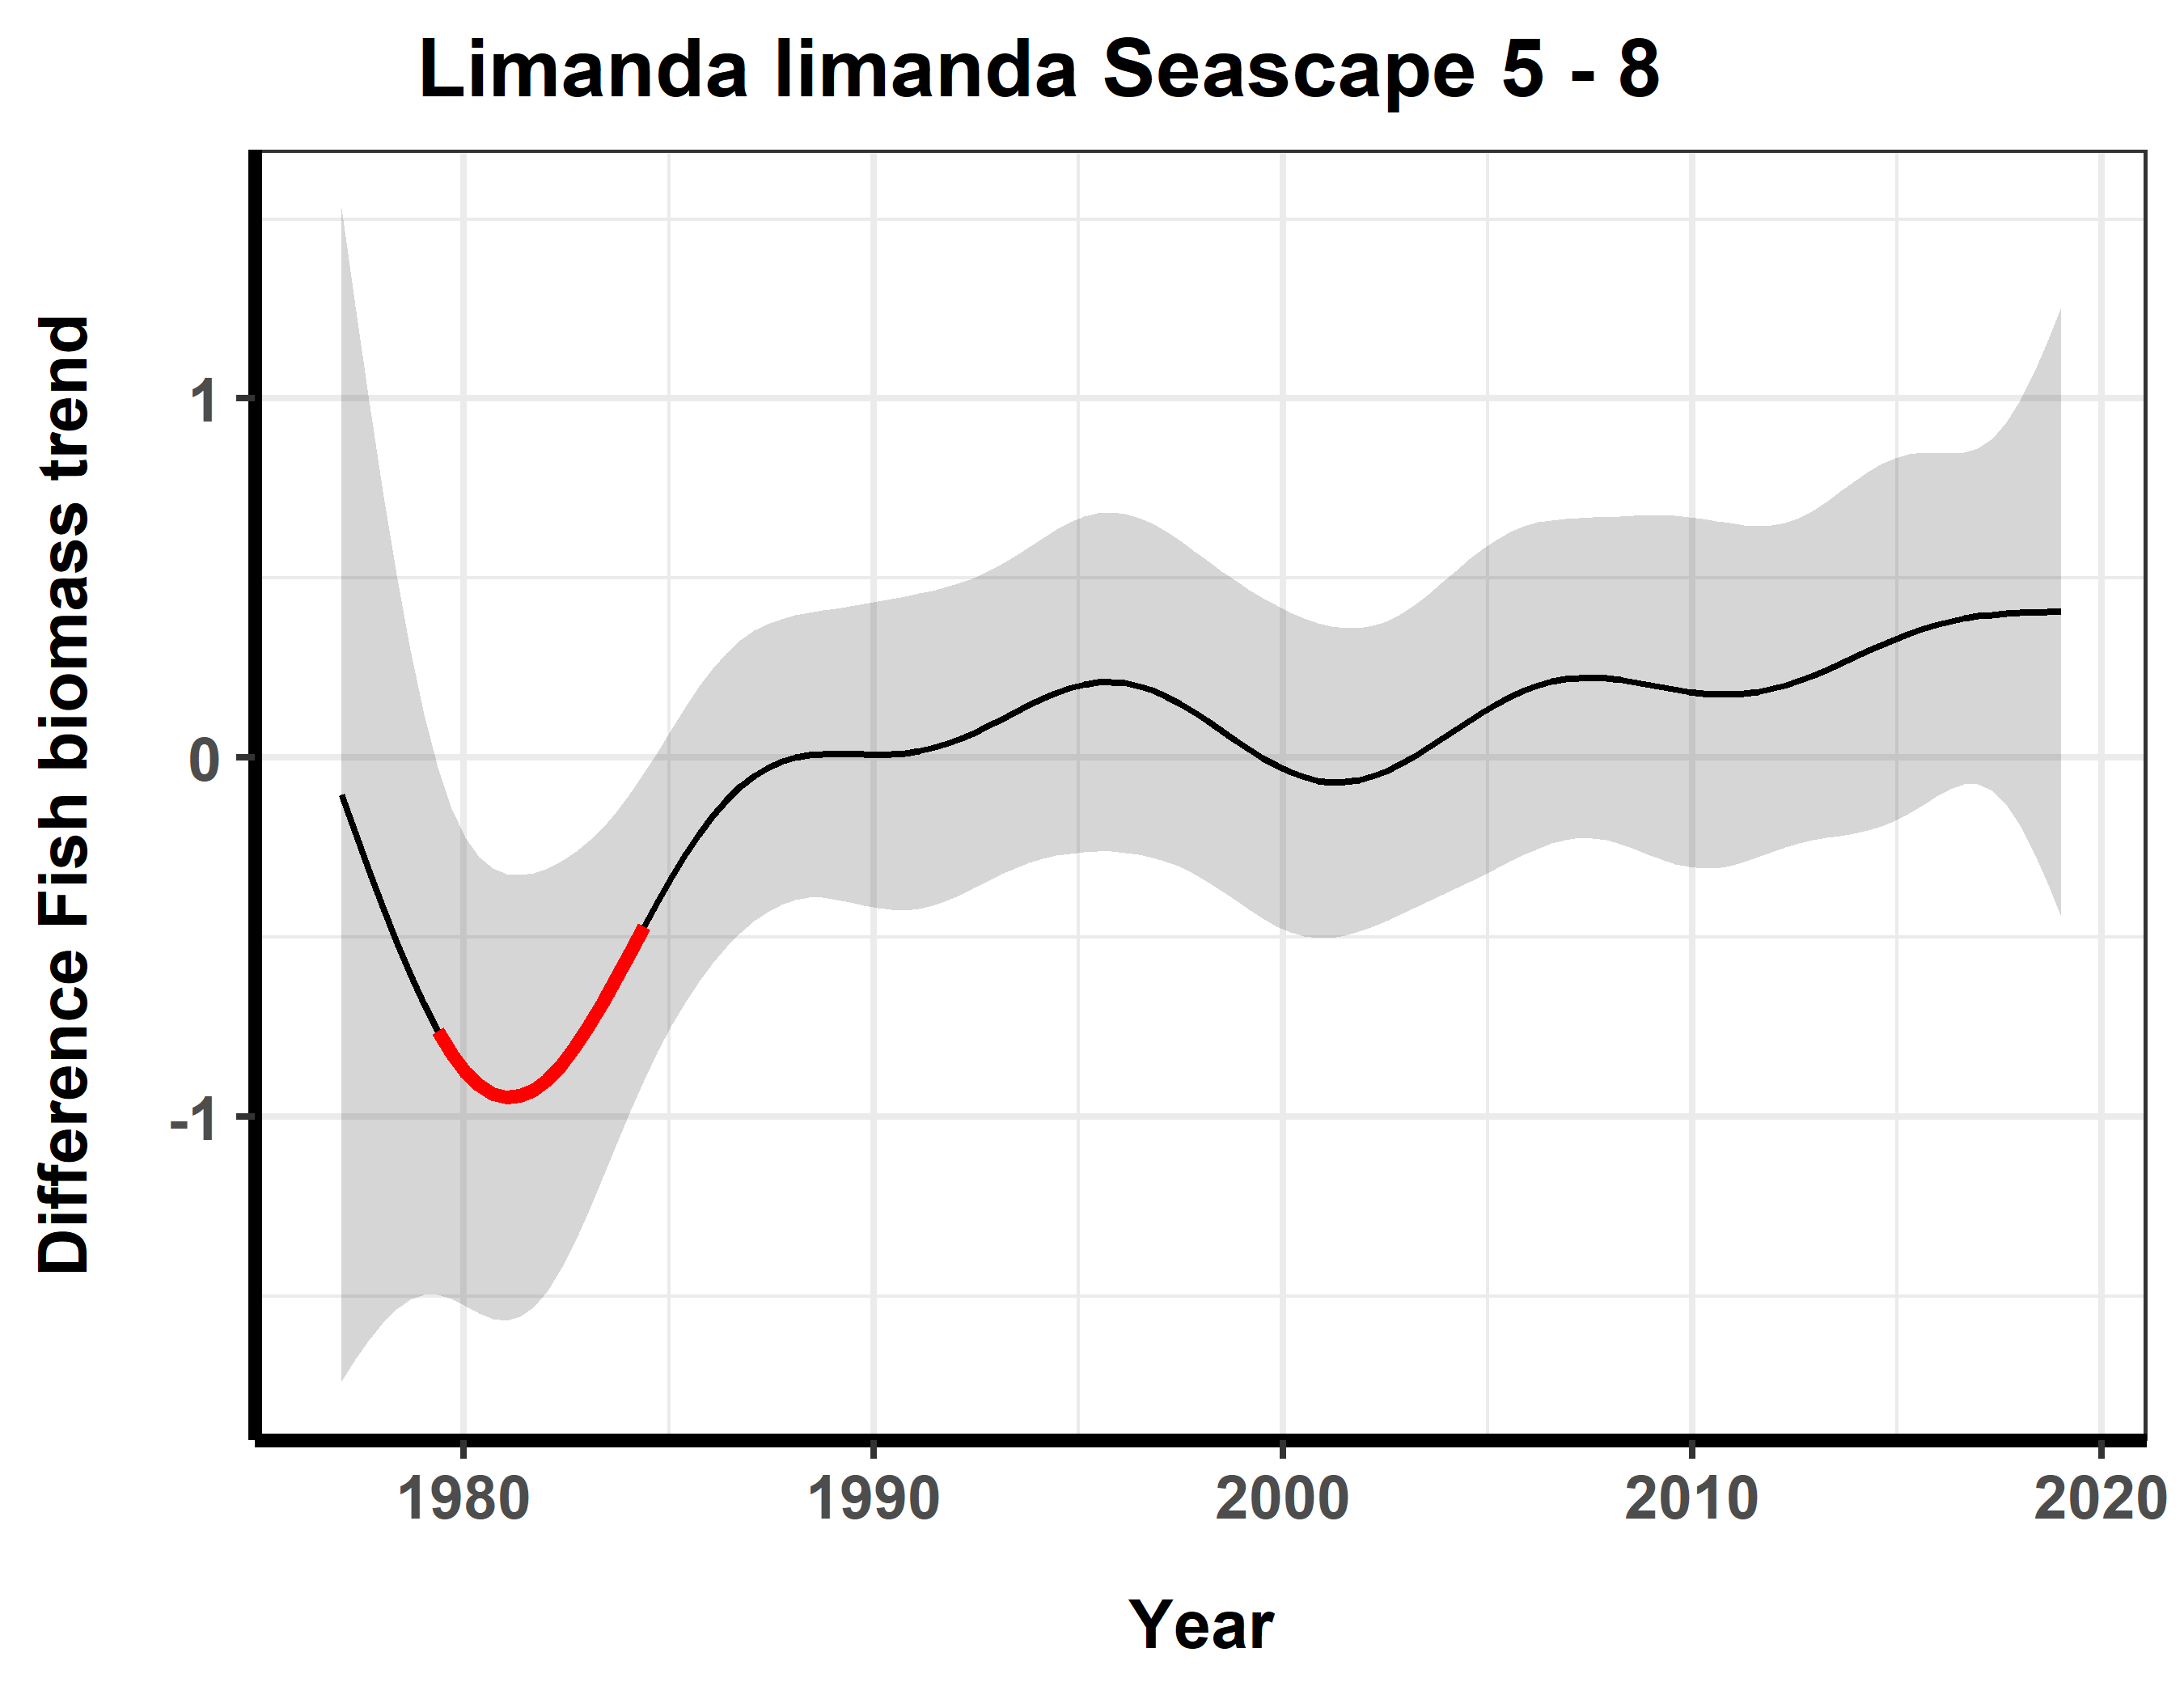 Limanda limanda Seascape 5 - 8
Difference Fish biomass trend
1
0
-1
1980 1990 2000 2010 2020
Year